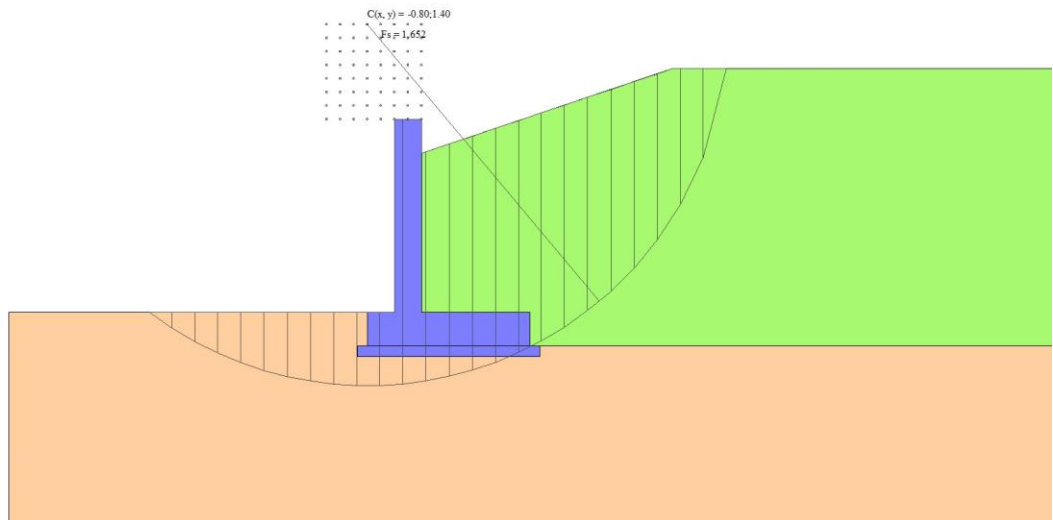 C(x, y) = -0.80;1.40
Fs = 1,652